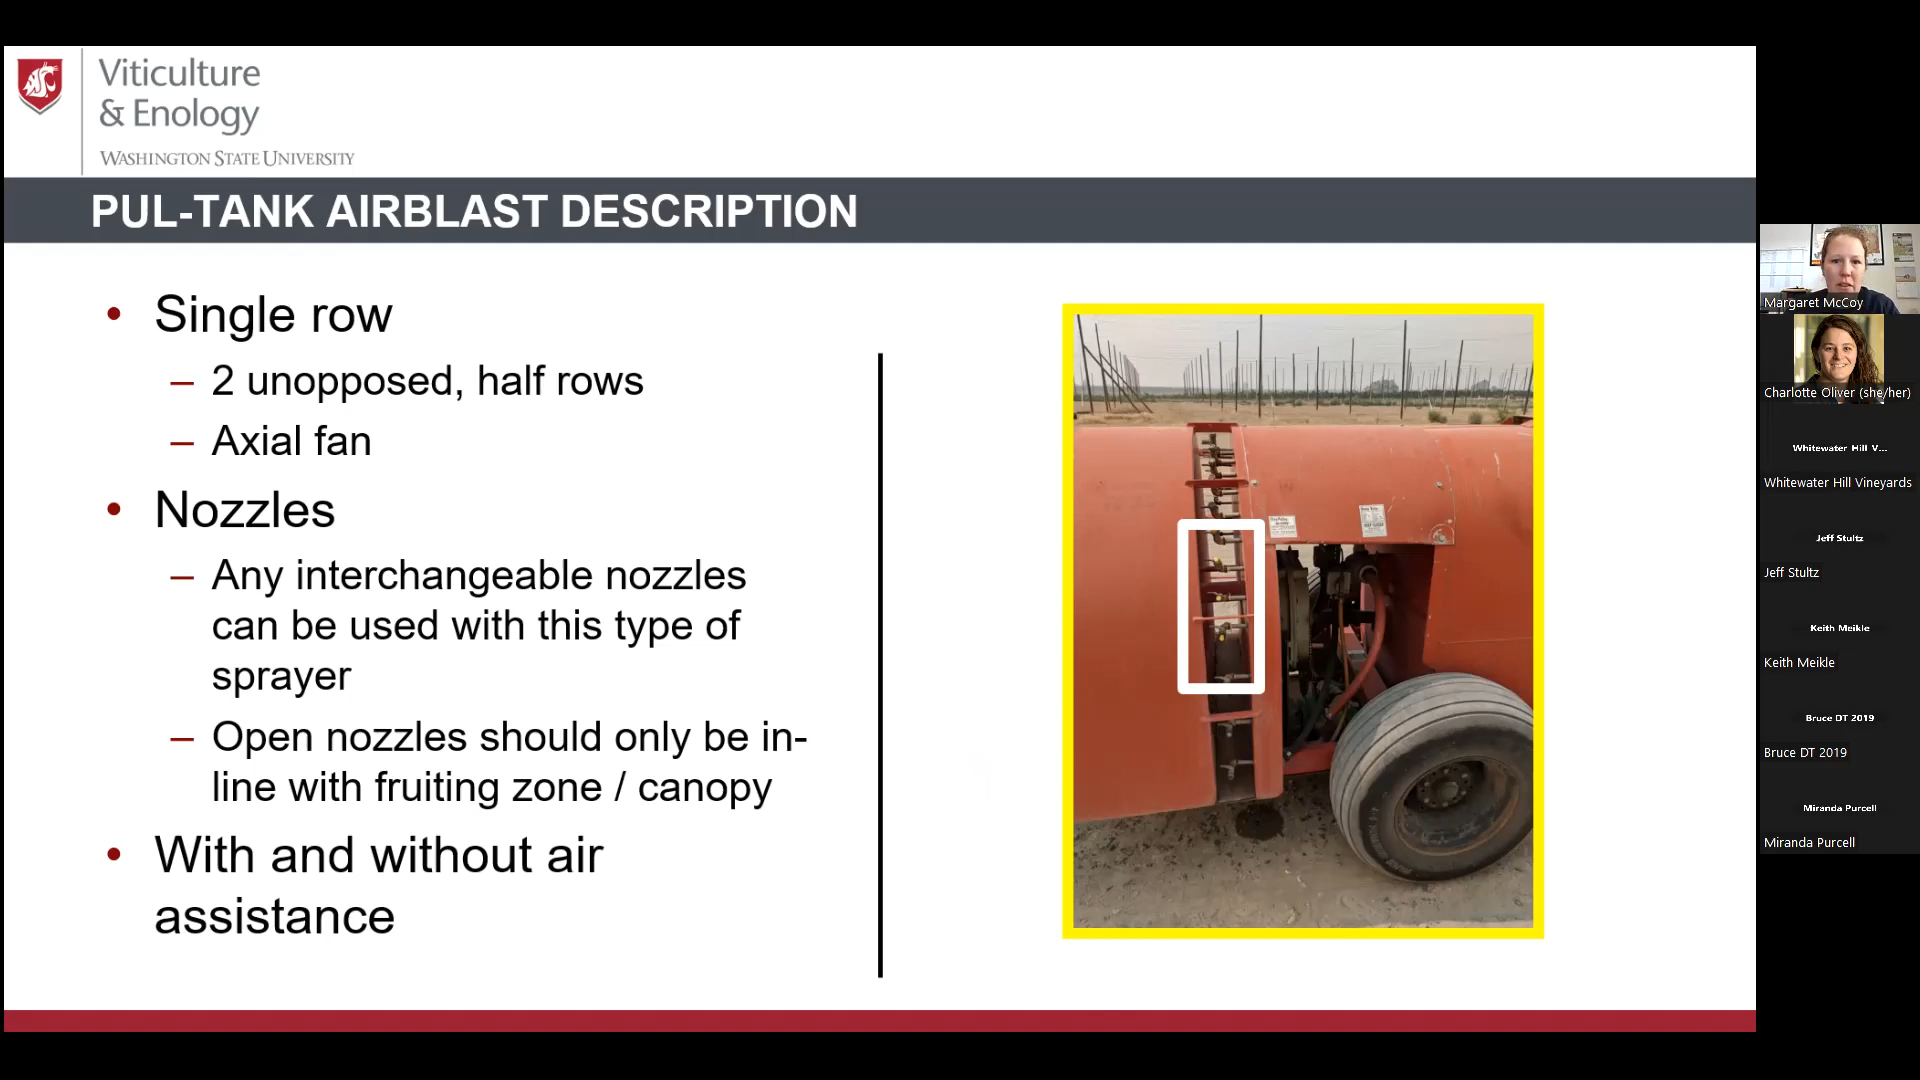 Viticulture
& Enology
WASHINGTON STATE UNIVERSITY
PUL-TANK AIRBLAST DESCRIPTION
• Single row
– 2 unopposed, half rows
– Axial fan
• Nozzles
– Any interchangeable nozzles
can be used with this type of
sprayer
– Open nozzles should only be in-
line with fruiting zone / canopy
• With and without air
assistance
Margaret McCoy
Charlotte Oliver (she/her)
Whitewater Hill V...
Whitewater Hill Vineyards
Jeff Stultz
Jeff Stultz
Keith Meikle
Keith Meikle
Bruce DT 2019
Bruce DT 2019
Miranda Purcell
Miranda Purcell